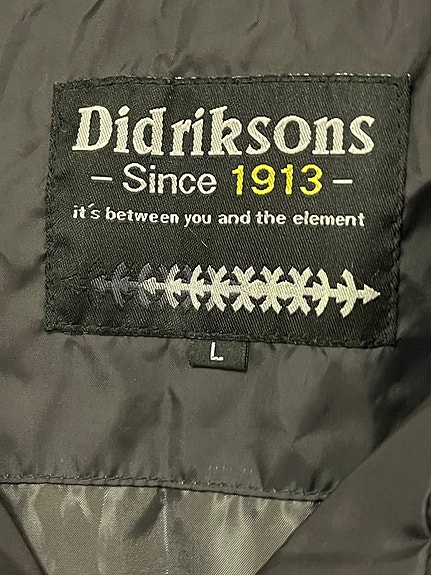 Didriksons
- Since 1913 -
it´s between you and the element
L